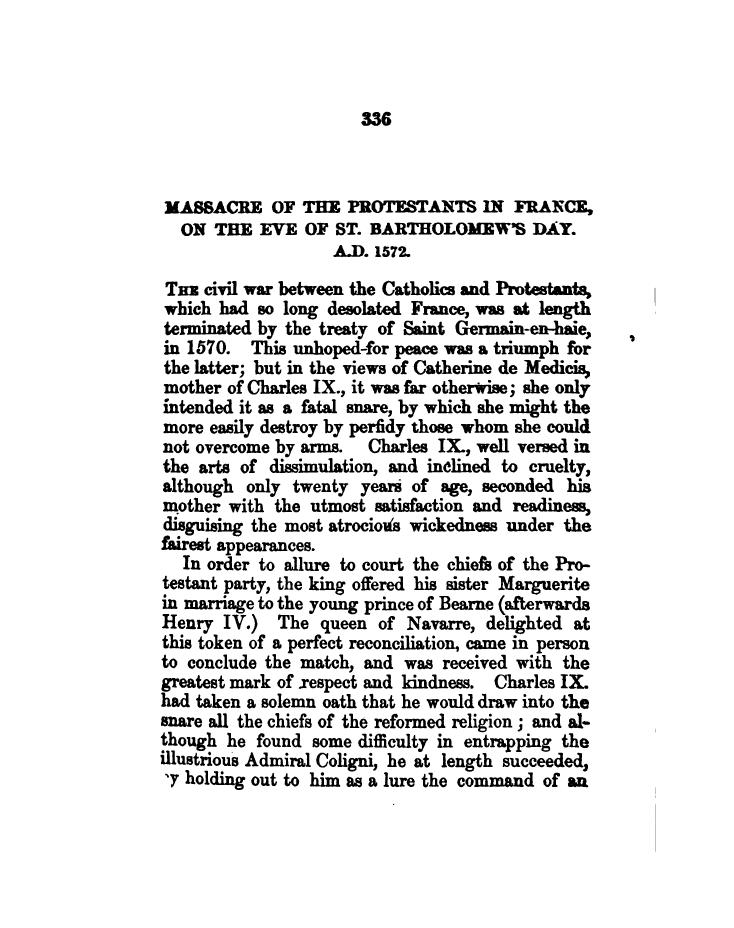 336
MASSACRE OF THE PROTESTANTS IN FRANCE,
ON THE EVE OF ST. BARTHOLOMEW'S DAY.
A.D. 1572.
THE civil war between the Catholics and Protestants,
which had so long desolated France, was at length
terminated by the treaty of Saint Germain-en-haie,
in 1570. This unhoped-for peace was a triumph for
the latter; but in the views of Catherine de Medicis,
mother of Charles IX., it was far otherwise; she only
intended it as a fatal snare, by which she might the
more easily destroy by perfidy those whom she could
not overcome by arms. Charles IX., well versed in
the arts of dissimulation, and inclined to cruelty,
although only twenty years of age, seconded his
mother with the utmost satisfaction and readiness,
disguising the most atrocious wickedness under the
fairest appearances.
In order to allure to court the chiefs of the Pro-
testant party, the king offered his sister Marguerite
in marriage to the young prince of Bearne (afterwards
Henry IV.) The queen of Navarre, delighted at
this token of a perfect reconciliation, came in person
to conclude the match, and was received with the
greatest mark of respect and kindness. Charles IX.
had taken a solemn oath that he would draw into the
snare all the chiefs of the reformed religion; and al-
though he found some difficulty in entrapping the
illustrious Admiral Coligni, he at length succeeded,
y holding out to him as a lure the command of an